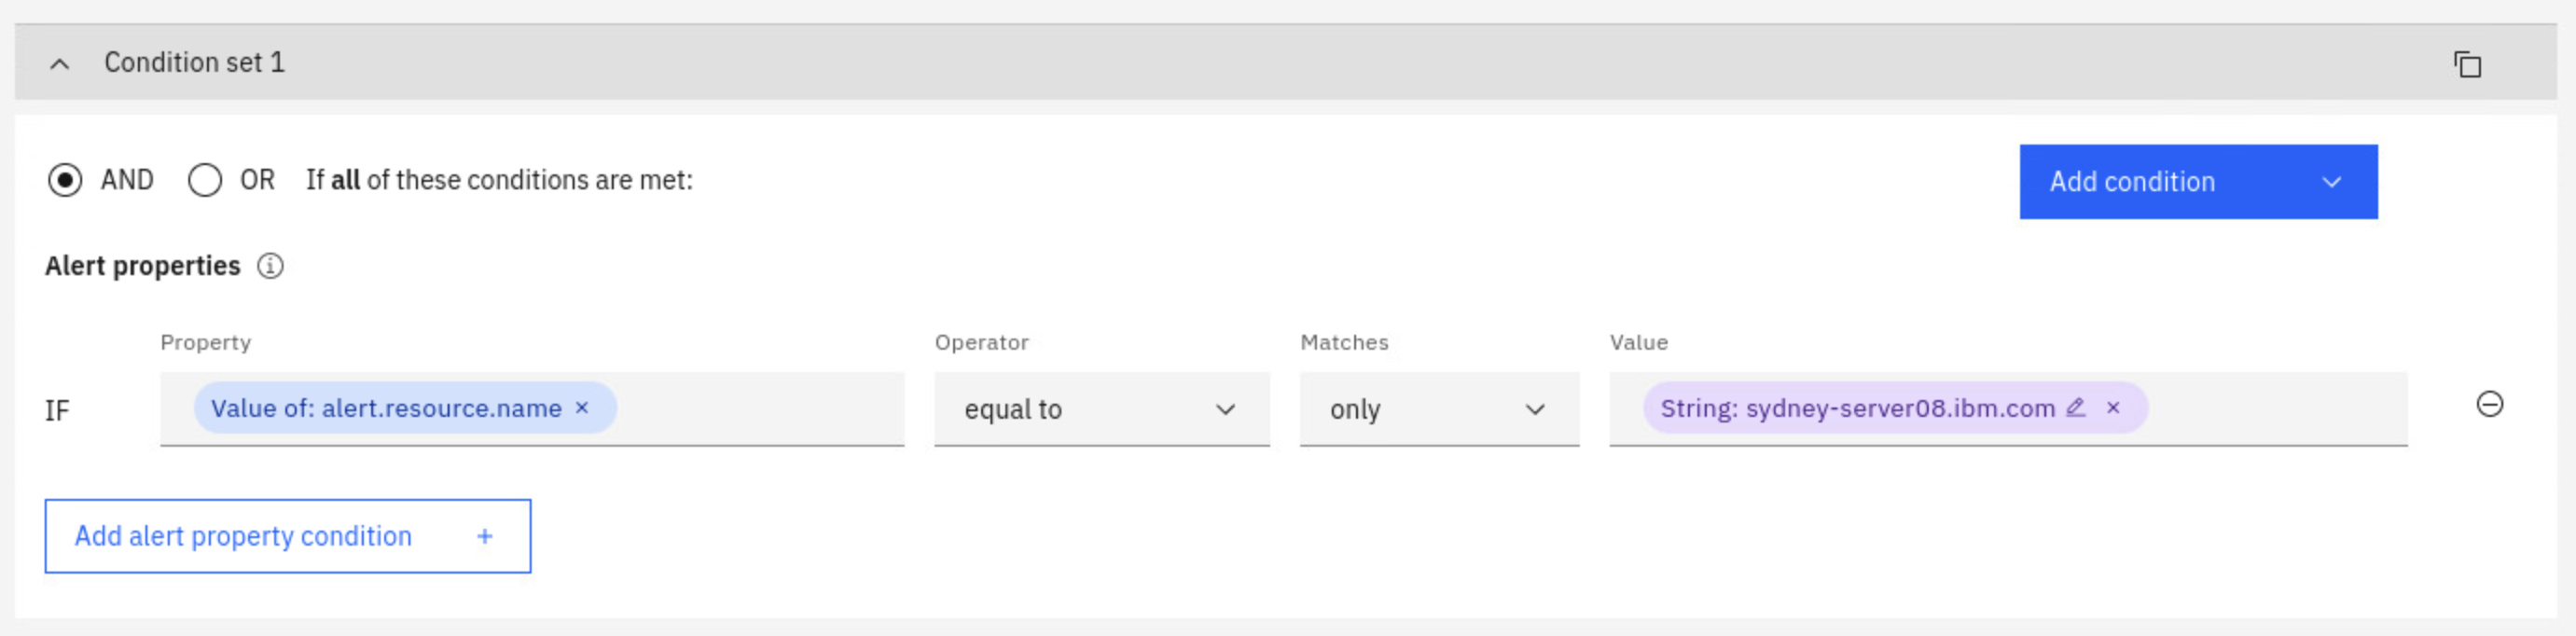 Condition set 1
AND OR If all of these conditions are met: Add condition
Alert properties
Property Operator Matches Value
IF Value of: alert.resource.name × equal to only String: sydney-server08.ibm.com ×
Add alert property condition +